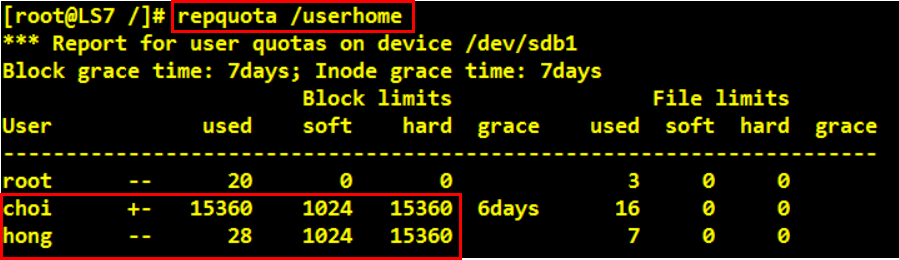 [root@LS7 /]# repquota /userhome
*** Report for user quotas on device /dev/sdb1
Block grace time: 7days; Inode grace time: 7days
                        Block limits                File limits
User            used    soft    hard  grace    used  soft  hard  grace
----------------------------------------------------------------------
root      --      20       0       0              3     0     0
choi      +-   15360    1024   15360  6days      16     0     0
hong      --      28    1024   15360              7     0     0